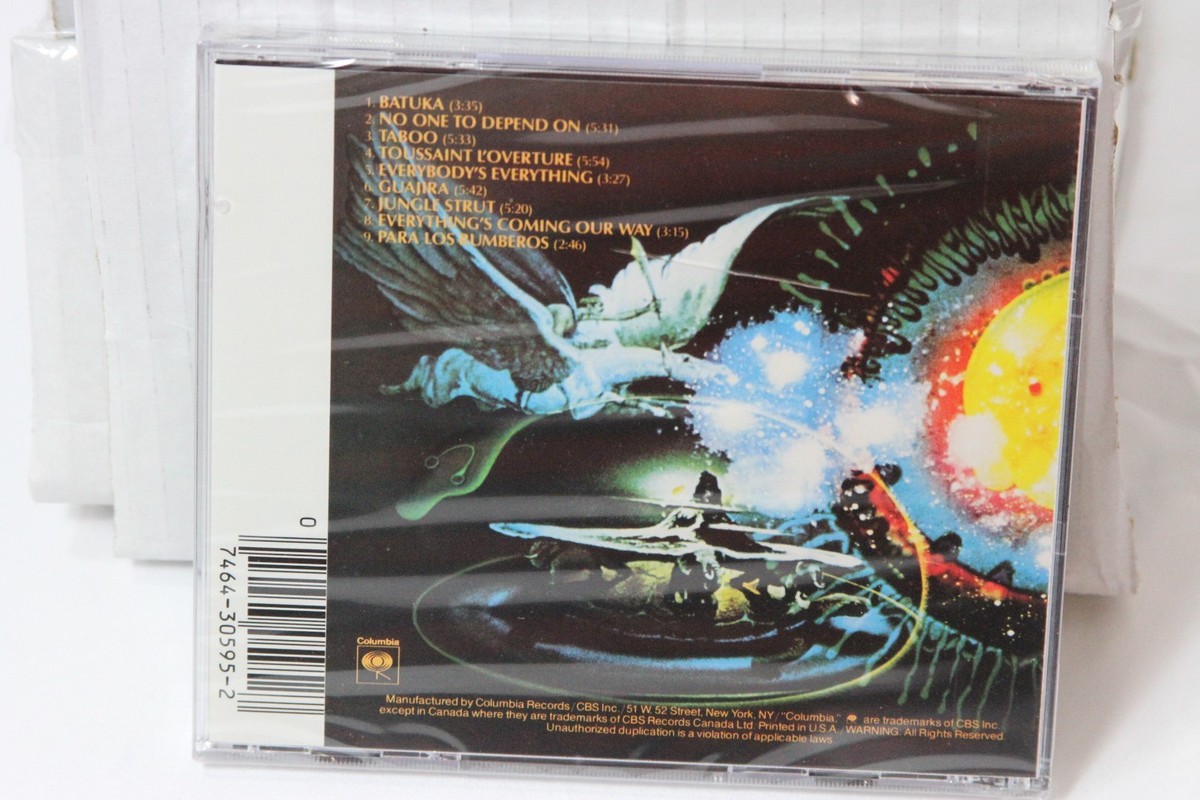 1. BATUKA (3:35)
2. NO ONE TO DEPEND ON (5:31)
3. TABOO (5:33)
4. TOUSSAINT L'OVERTURE (5:54)
5. EVERYBODY'S EVERYTHING (3:27)
6. GUAJIRA (5:42)
7. JUNGLE STRUT (5:20)
8. EVERYTHING'S COMING OUR WAY (3:15)
9. PARA LOS RUMBEROS (2:46)
0
7464-30595-2
Columbia
Manufactured by Columbia Records / CBS Inc. / 51 W. 52 Street, New York, NY / "Columbia," are trademarks of CBS Inc.
except in Canada where they are trademarks of CBS Records Canada Ltd. Printed in U.S.A. / WARNING: All Rights Reserved.
Unauthorized duplication is a violation of applicable laws